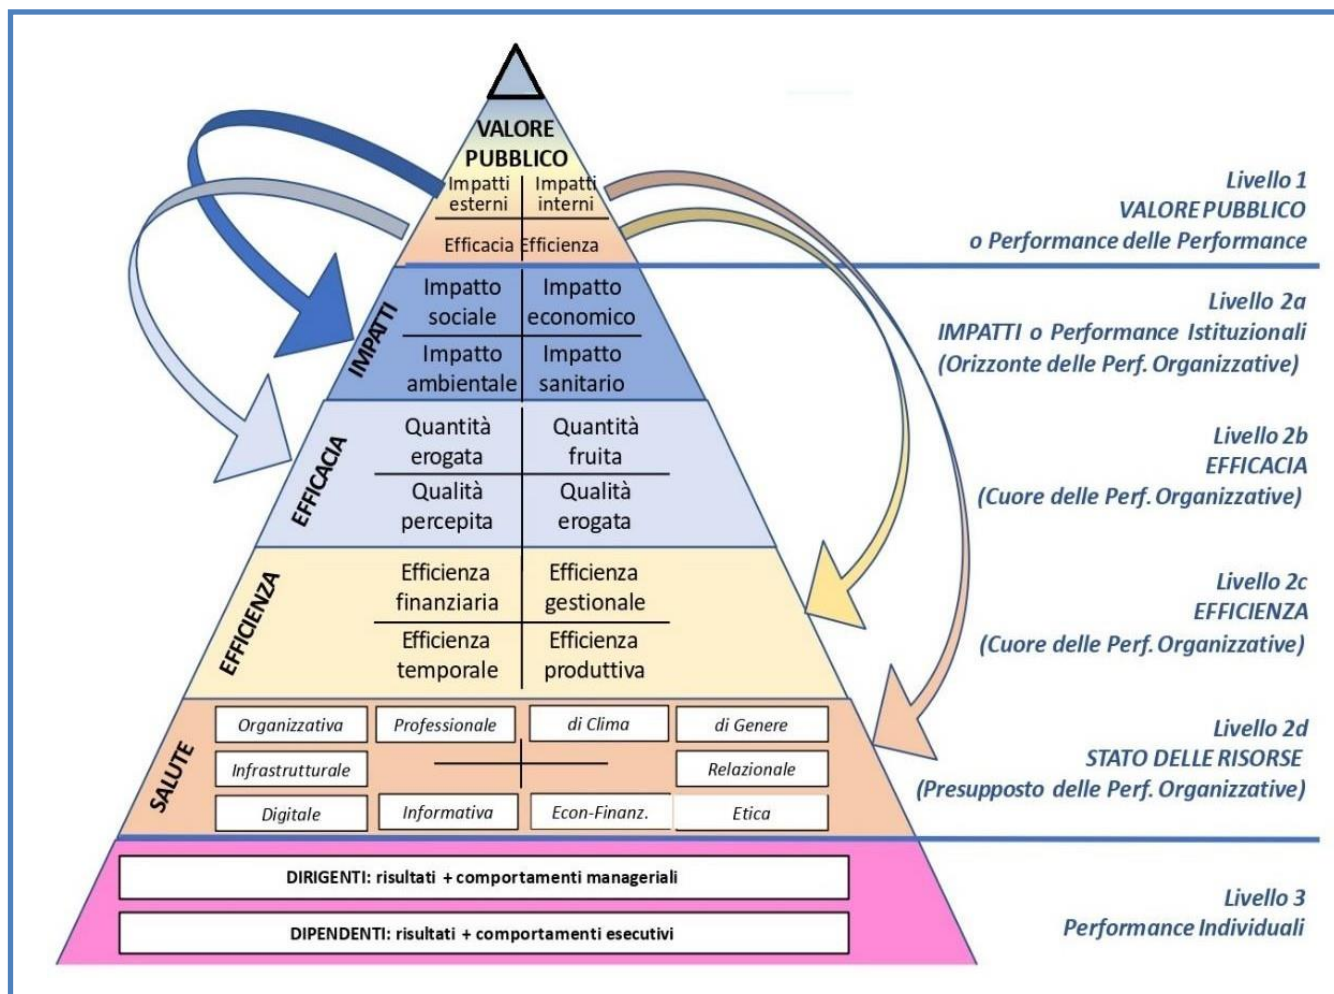 VALORE
PUBBLICO
Impatti
esterni
Impatti
interni
Efficacia
Efficienza
IMPATTI
Impatto
sociale
Impatto
economico
Impatto
ambientale
Impatto
sanitario
EFFICACIA
Quantità
erogata
Quantità
fruita
Qualità
percepita
Qualità
erogata
EFFICIENZA
Efficienza
finanziaria
Efficienza
gestionale
Efficienza
temporale
Efficienza
produttiva
SALUTE
Organizzativa
Professionale
di Clima
di Genere
Infrastrutturale
Relazionale
Digitale
Informativa
Econ-Finanz.
Etica
DIRIGENTI: risultati + comportamenti manageriali
DIPENDENTI: risultati + comportamenti esecutivi
Livello 1
VALORE PUBBLICO
o Performance delle Performance
Livello 2a
IMPATTI o Performance Istituzionali
(Orizzonte delle Perf. Organizzative)
Livello 2b
EFFICACIA
(Cuore delle Perf. Organizzative)
Livello 2c
EFFICIENZA
(Cuore delle Perf. Organizzative)
Livello 2d
STATO DELLE RISORSE
(Presupposto delle Perf. Organizzative)
Livello 3
Performance Individuali